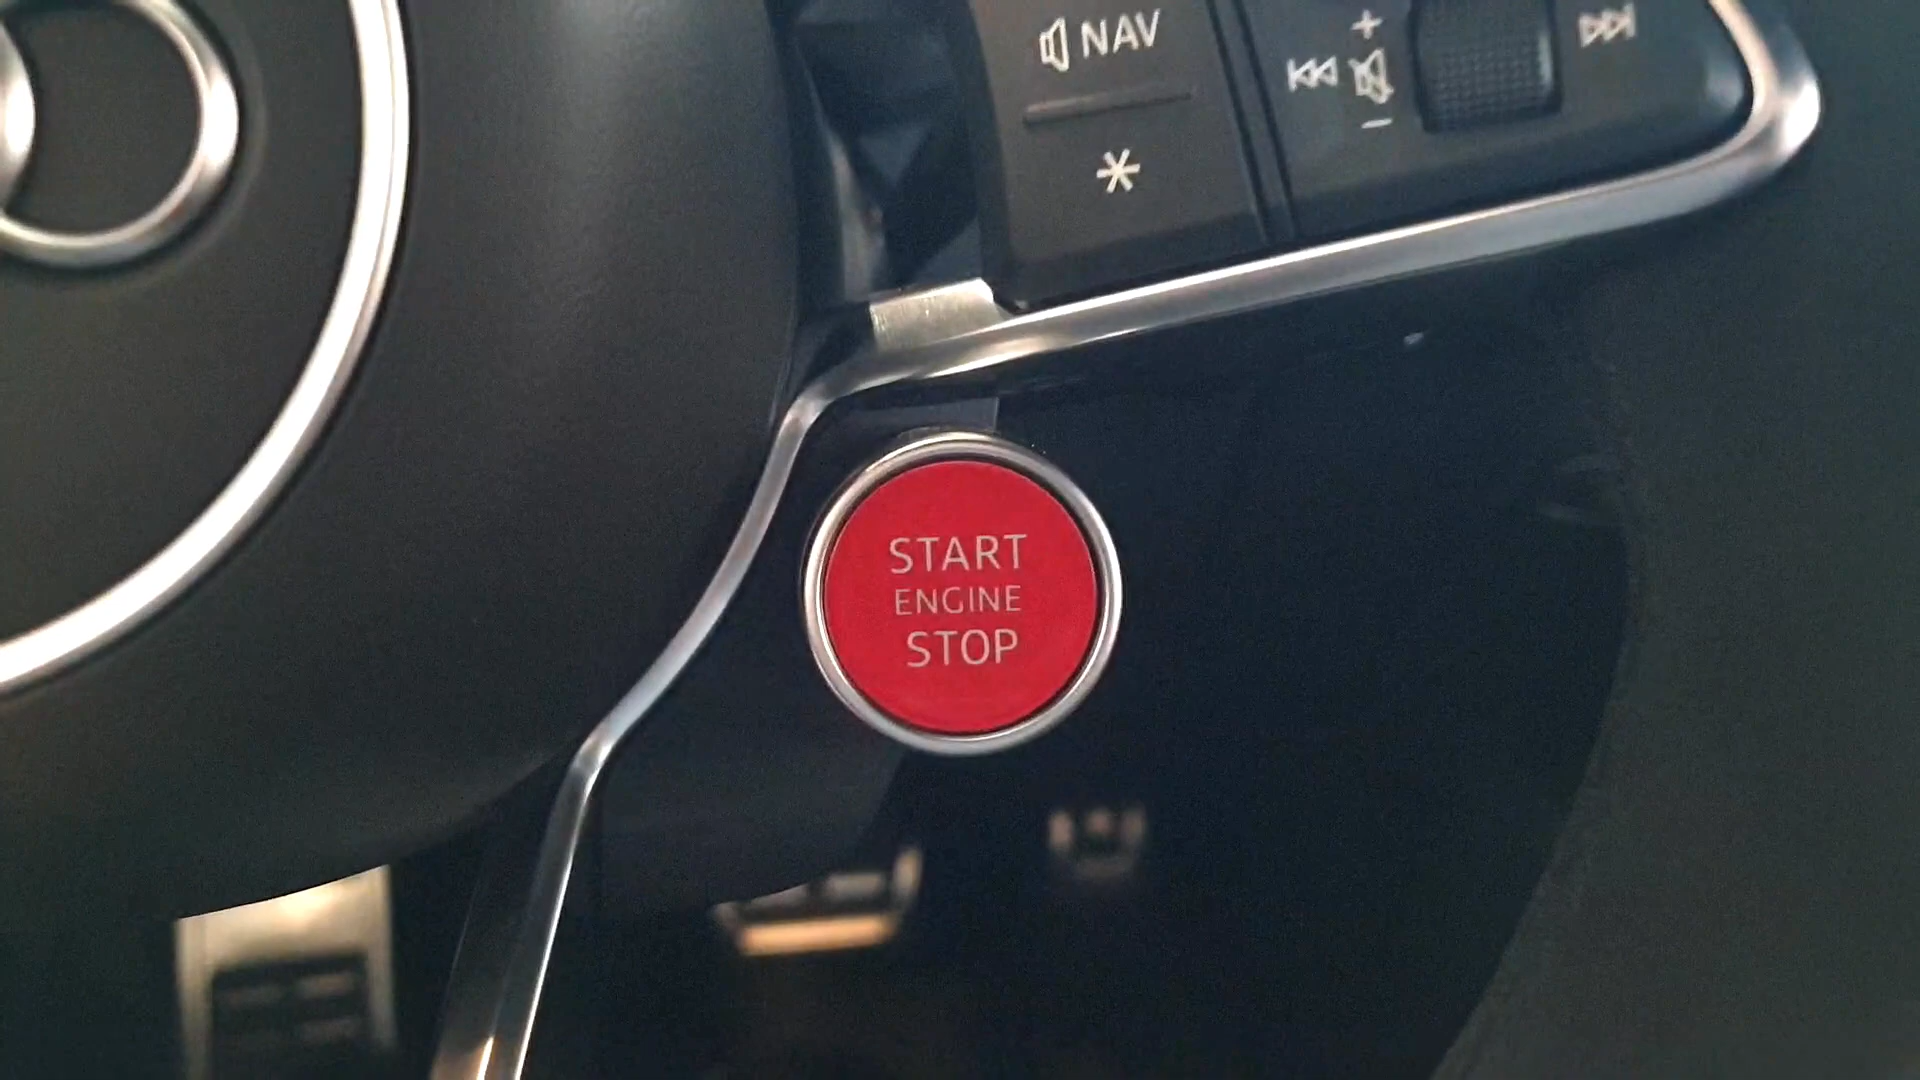 NAV
*
+
-
START
ENGINE
STOP